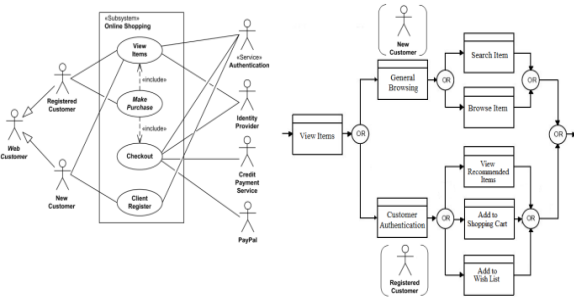 «Subsystem»
Online Shopping
View
Items
«include»
Make
Purchase
«include»
Checkout
Client
Register
Registered
Customer
Web
Customer
New
Customer
«Service»
Authentication
Identity
Provider
Credit
Payment
Service
PayPal
View Items
OR
New
Customer
General
Browsing
OR
Search Item
Browse Item
OR
OR
Customer
Authentication
OR
View
Recommended
Items
Add to
Shopping Cart
Add to
Wish List
OR
Registered
Customer